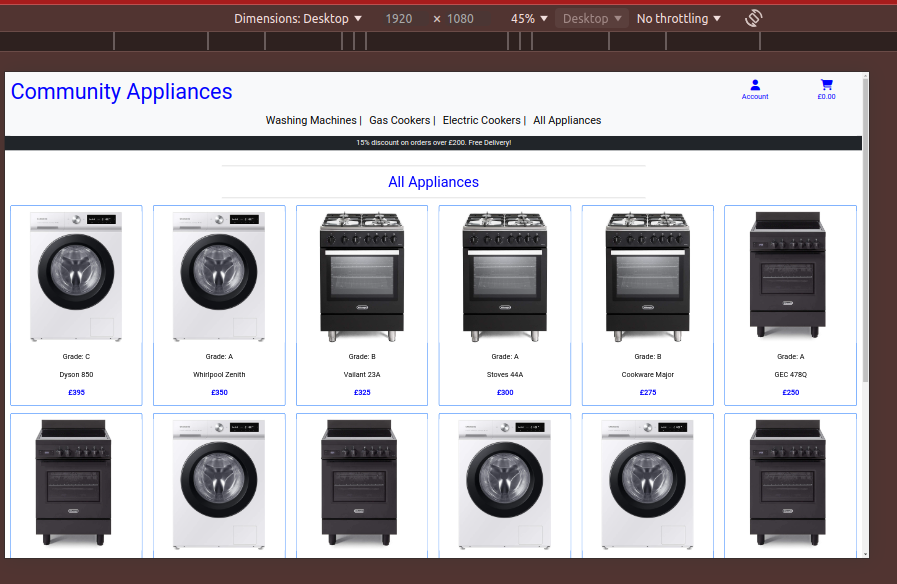 Dimensions: Desktop 1920 × 1080 45% Desktop No throttling
Community Appliances
Account £0.00
Washing Machines | Gas Cookers | Electric Cookers | All Appliances
15% discount on orders over £200. Free Delivery!
All Appliances
Grade: C Grade: A Grade: B Grade: A Grade: B Grade: A
Dyson 850 Whirlpool Zenith Vailant 23A Stoves 44A Cookware Major GEC 478Q
£395 £350 £325 £300 £275 £250